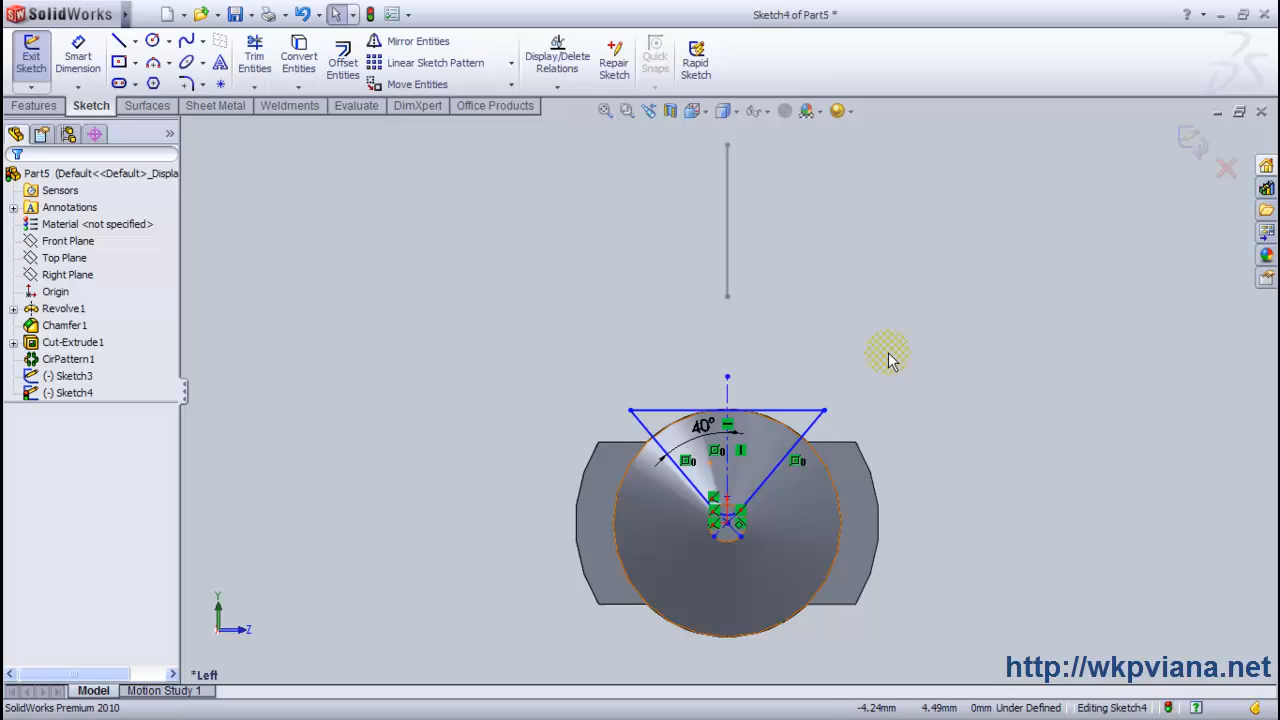 SolidWorks
Sketch4 of Part5 *
Exit Sketch
Smart Dimension
Trim Entities
Convert Entities
Offset Entities
Mirror Entities
Linear Sketch Pattern
Move Entities
Display/Delete Relations
Repair Sketch
Quick Snaps
Rapid Sketch
Features
Sketch
Surfaces
Sheet Metal
Weldments
Evaluate
DimXpert
Office Products
Part5 (Default<<Default>_Displa
Sensors
Annotations
Material <not specified>
Front Plane
Top Plane
Right Plane
Origin
Revolve1
Chamfer1
Cut-Extrude1
CirPattern1
(-) Sketch3
(-) Sketch4
40°
Y
Z
*Left
http://wkpviana.net
Model
Motion Study 1
SolidWorks Premium 2010
-4.24mm
4.49mm
0mm
Under Defined
Editing Sketch4